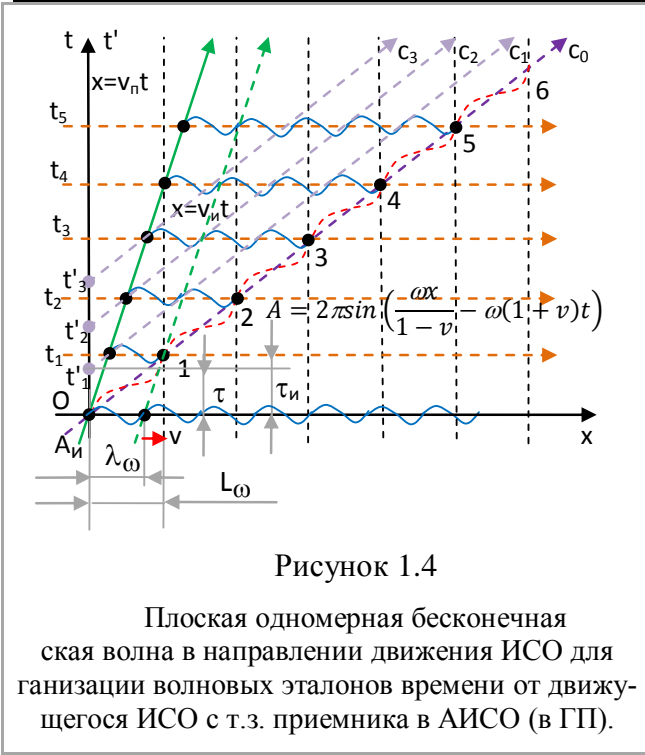 t t' c₃ c₂ c₁ c₀
x=vₙt 6
t₅ 5
t₄ 4
x=vᵢt
t₃ 3
t'₃
t₂ 2 A = 2πsin(ωx/(1 − v) − ω(1 + v)t)
t'₂
t₁ 1
t'₁
O τ τи
Aи v x
λω
Lω
Рисунок 1.4
Плоская одномерная бесконечная
ская волна в направлении движения ИСО для
ганизации волновых эталонов времени от движу-
щегося ИСО с т.з. приемника в АИСО (в ГП).